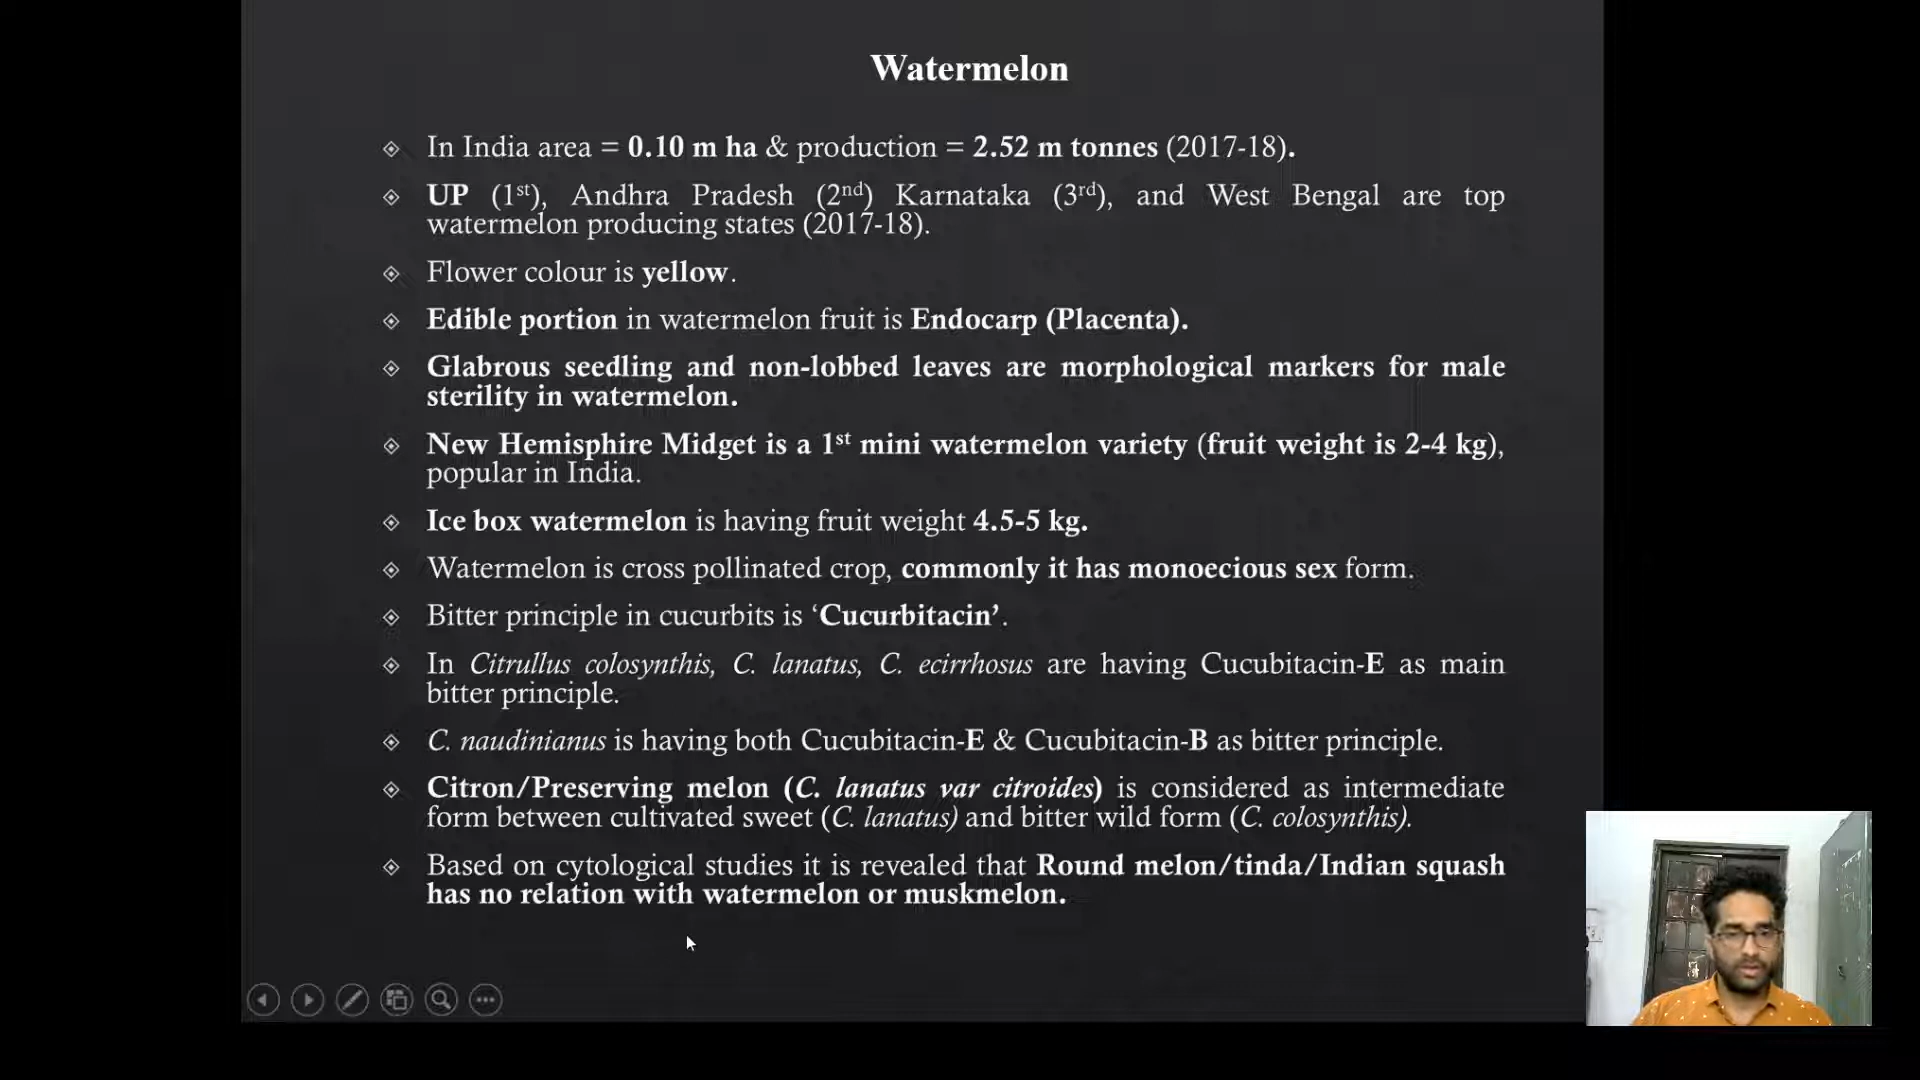 Watermelon
In India area = 0.10 m ha & production = 2.52 m tonnes (2017-18).
UP (1st), Andhra Pradesh (2nd) Karnataka (3rd), and West Bengal are top
watermelon producing states (2017-18).
Flower colour is yellow.
Edible portion in watermelon fruit is Endocarp (Placenta).
Glabrous seedling and non-lobbed leaves are morphological markers for male
sterility in watermelon.
New Hemisphire Midget is a 1st mini watermelon variety (fruit weight is 2-4 kg),
popular in India.
Ice box watermelon is having fruit weight 4.5-5 kg.
Watermelon is cross pollinated crop, commonly it has monoecious sex form.
Bitter principle in cucurbits is ‘Cucurbitacin’.
In Citrullus colosynthis, C. lanatus, C. ecirrhosus are having Cucubitacin-E as main
bitter principle.
C. naudinianus is having both Cucubitacin-E & Cucubitacin-B as bitter principle.
Citron/Preserving melon (C. lanatus var citroides) is considered as intermediate
form between cultivated sweet (C. lanatus) and bitter wild form (C. colosynthis).
Based on cytological studies it is revealed that Round melon/tinda/Indian squash
has no relation with watermelon or muskmelon.